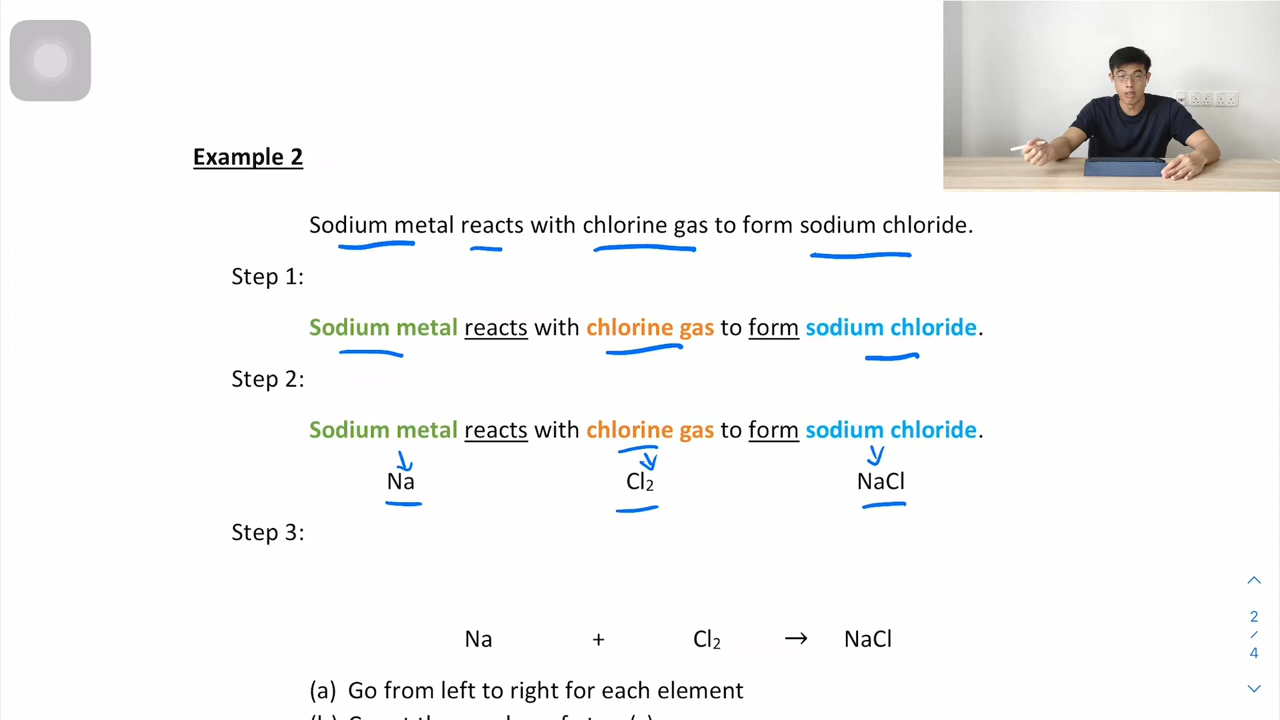 Example 2
Sodium metal reacts with chlorine gas to form sodium chloride.
Step 1:
Sodium metal reacts with chlorine gas to form sodium chloride.
Step 2:
Sodium metal reacts with chlorine gas to form sodium chloride.
Na Cl₂ NaCl
Step 3:
Na + Cl₂ → NaCl
(a) Go from left to right for each element
2
/
4